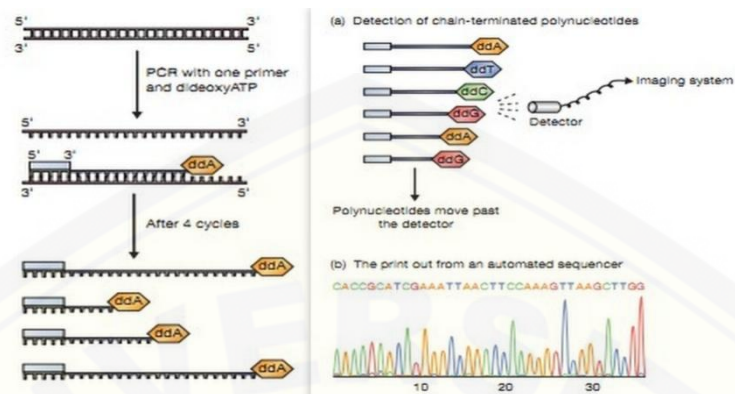 5'
3'
3'
5'
PCR with one primer
and dideoxyATP
3'
5'
3'
ddA
3'
5'
After 4 cycles
ddA
ddA
ddA
ddA
(a) Detection of chain-terminated polynucleotides
ddA
ddT
ddC
ddG
ddA
ddG
Imaging system
Detector
Polynucleotides move past
the detector
(b) The print out from an automated sequencer
CACCGCATCGAAATTAACTTCCAAAGTTAAGCTTGG
10
20
30